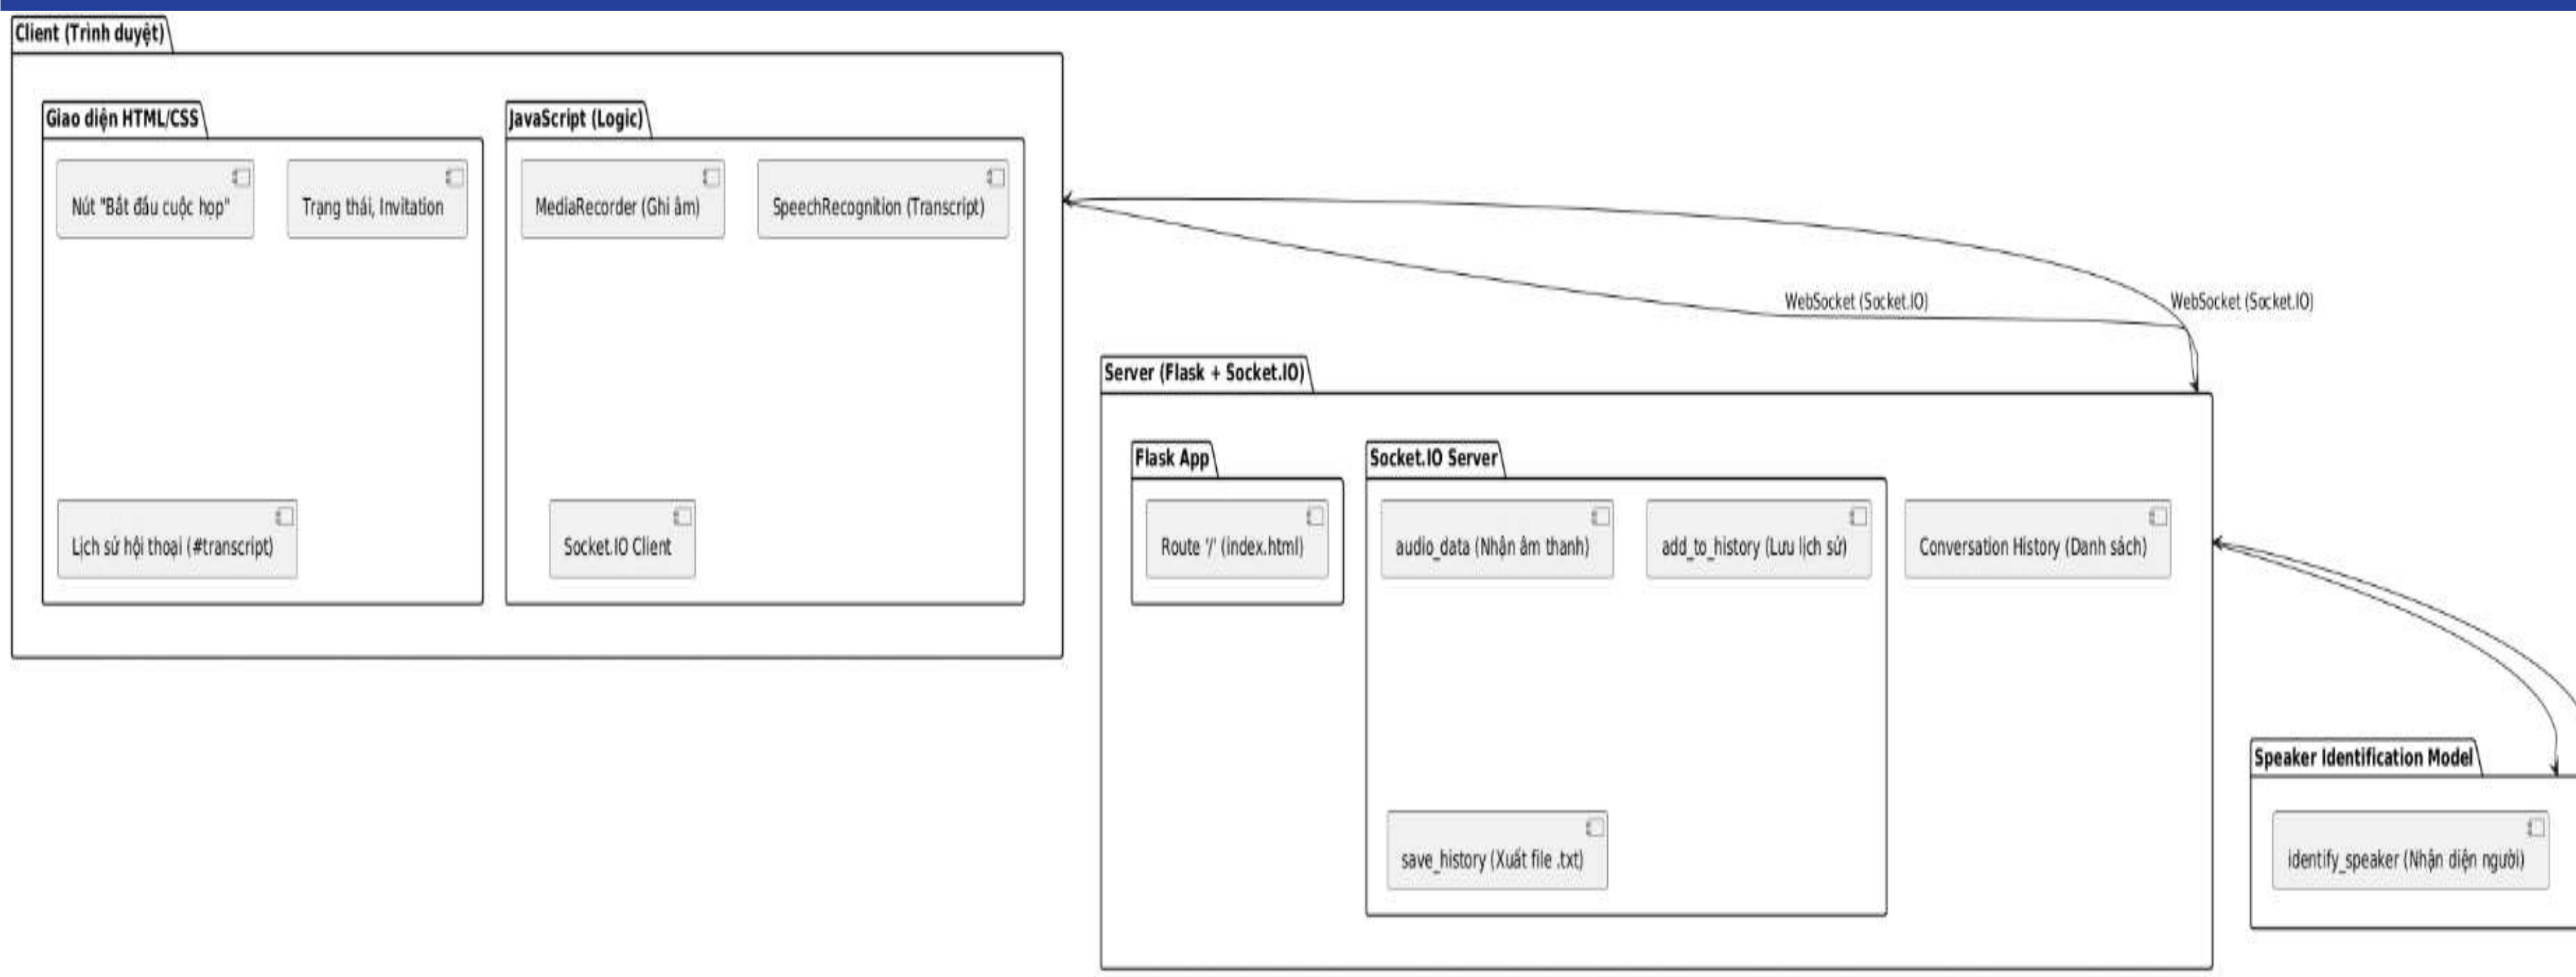 Client (Trình duyệt)
Giao diện HTML/CSS
Nút "Bắt đầu cuộc họp"
Trạng thái, Invitation
Lịch sử hội thoại (#transcript)
JavaScript (Logic)
MediaRecorder (Ghi âm)
SpeechRecognition (Transcript)
Socket.IO Client
WebSocket (Socket.IO)
WebSocket (Socket.IO)
Server (Flask + Socket.IO)
Flask App
Route '/' (index.html)
Socket.IO Server
audio_data (Nhận âm thanh)
add_to_history (Lưu lịch sử)
save_history (Xuất file .txt)
Conversation History (Danh sách)
Speaker Identification Model
identify_speaker (Nhận diện người)